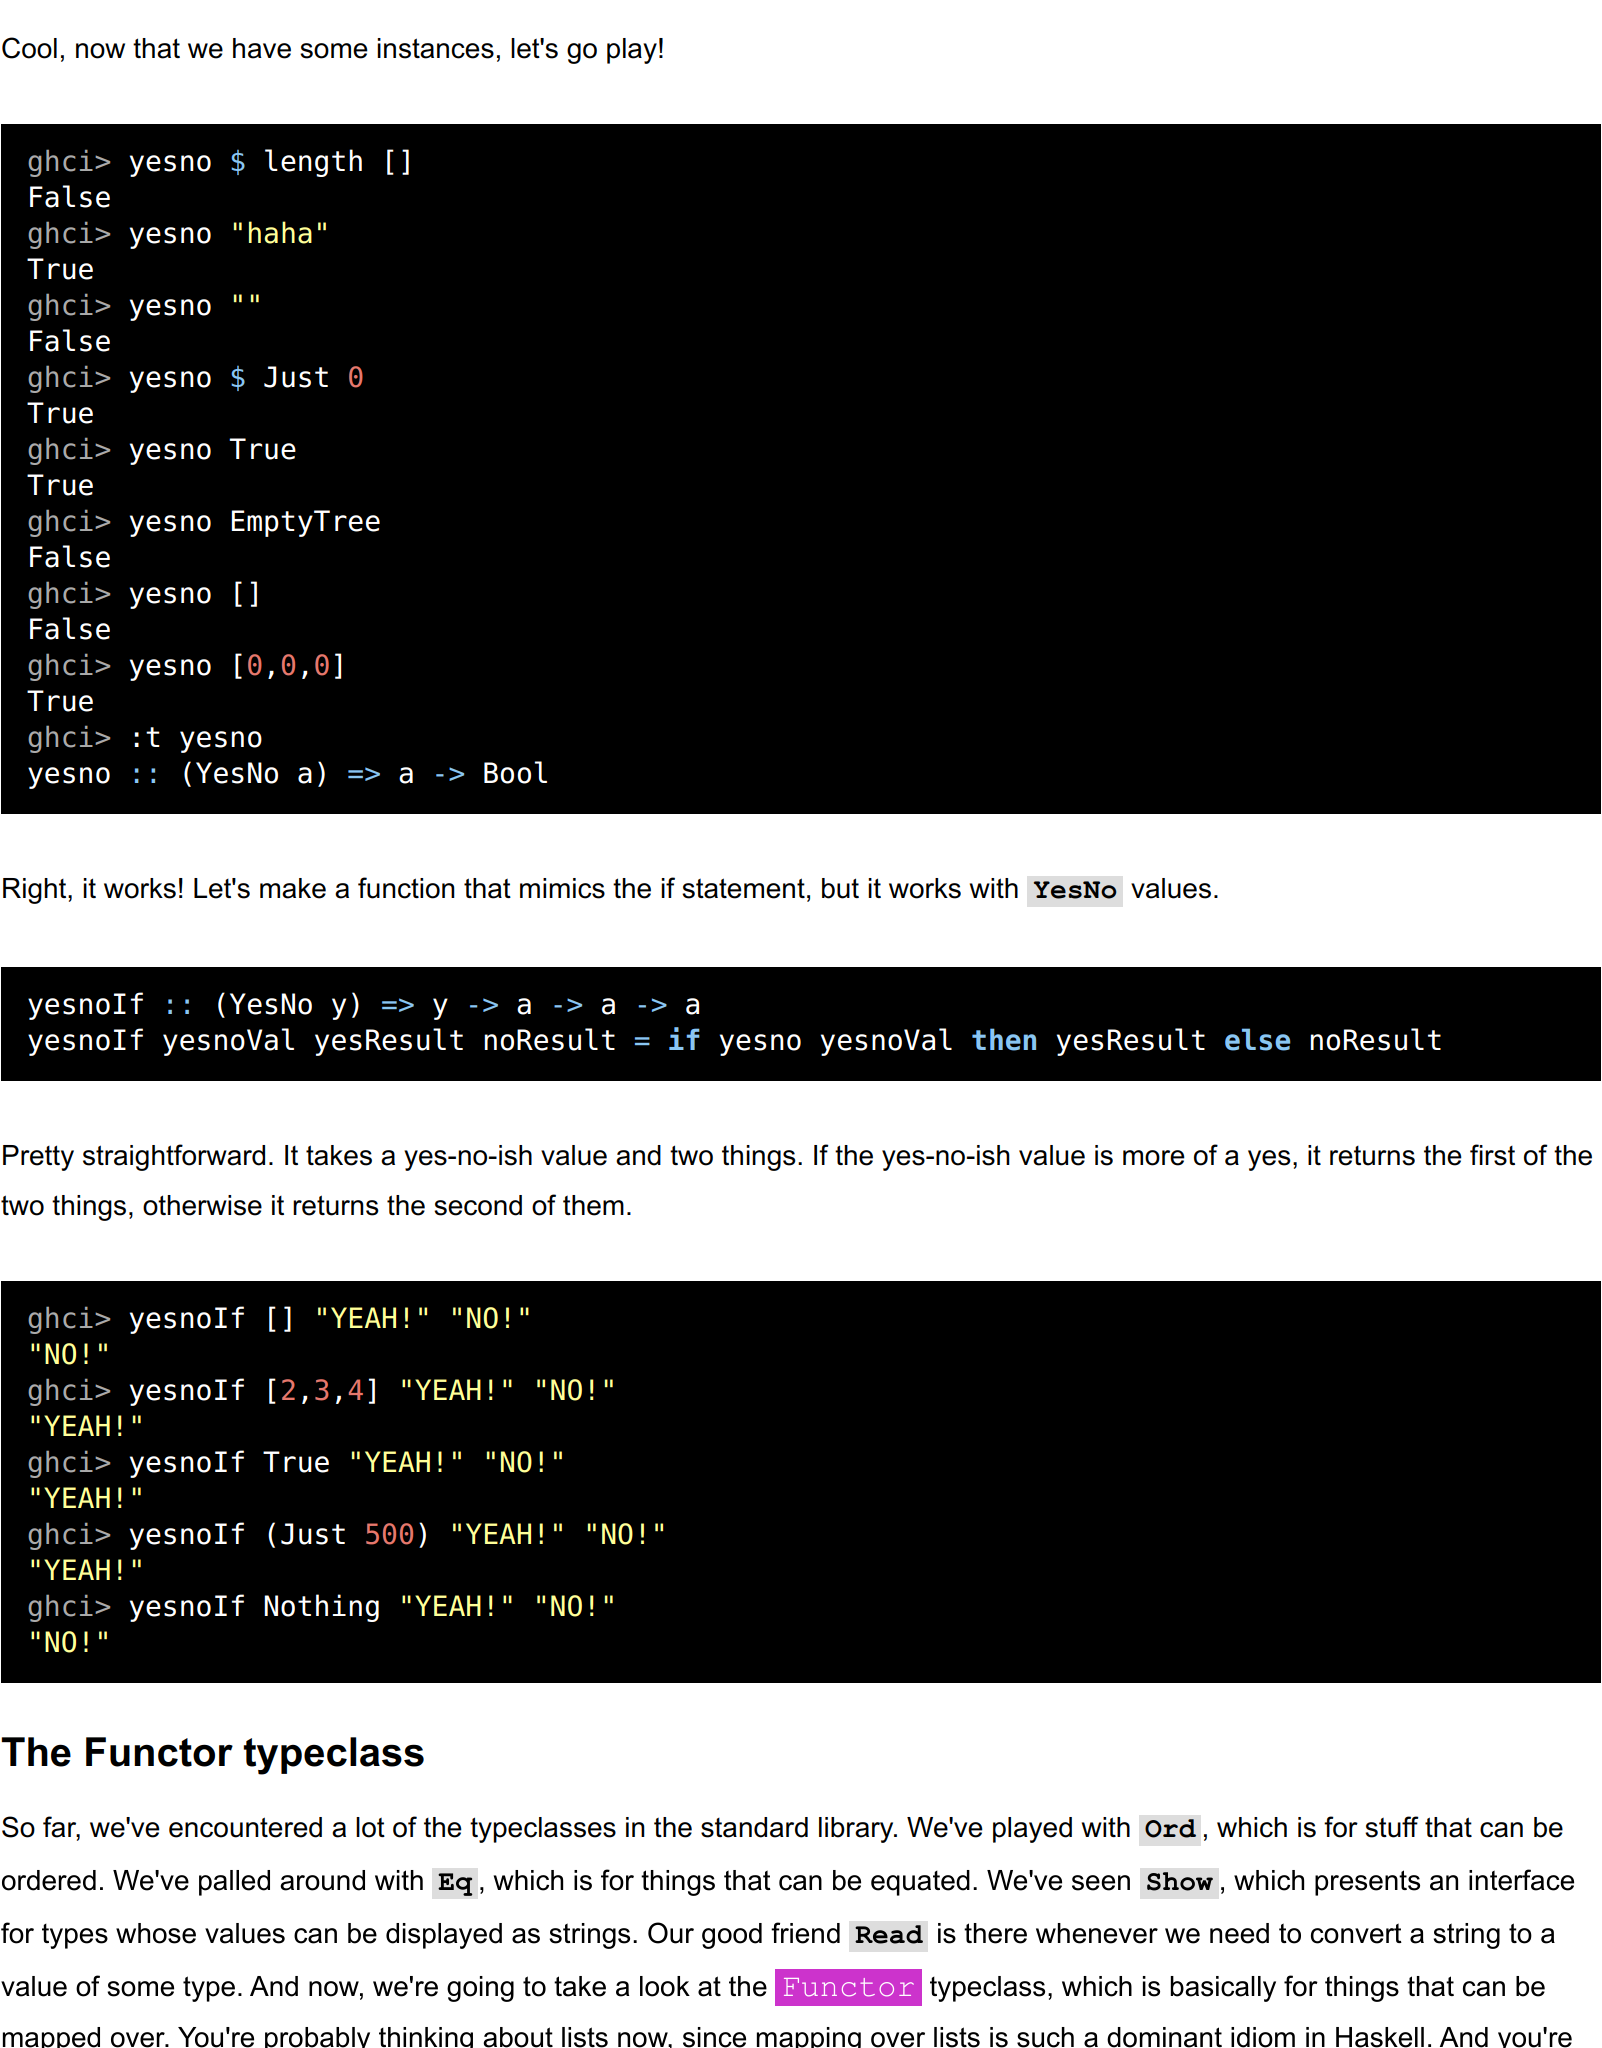 Cool, now that we have some instances, let's go play!
ghci> yesno $ length []
False
ghci> yesno "haha"
True
ghci> yesno ""
False
ghci> yesno $ Just 0
True
ghci> yesno True
True
ghci> yesno EmptyTree
False
ghci> yesno []
False
ghci> yesno [0,0,0]
True
ghci> :t yesno
yesno :: (YesNo a) => a -> Bool
Right, it works! Let's make a function that mimics the if statement, but it works with YesNo values.
yesnoIf :: (YesNo y) => y -> a -> a -> a
yesnoIf yesnoVal yesResult noResult = if yesno yesnoVal then yesResult else noResult
Pretty straightforward. It takes a yes-no-ish value and two things. If the yes-no-ish value is more of a yes, it returns the first of the
two things, otherwise it returns the second of them.
ghci> yesnoIf [] "YEAH!" "NO!"
"NO!"
ghci> yesnoIf [2,3,4] "YEAH!" "NO!"
"YEAH!"
ghci> yesnoIf True "YEAH!" "NO!"
"YEAH!"
ghci> yesnoIf (Just 500) "YEAH!" "NO!"
"YEAH!"
ghci> yesnoIf Nothing "YEAH!" "NO!"
"NO!"
The Functor typeclass
So far, we've encountered a lot of the typeclasses in the standard library. We've played with Ord, which is for stuff that can be
ordered. We've palled around with Eq, which is for things that can be equated. We've seen Show, which presents an interface
for types whose values can be displayed as strings. Our good friend Read is there whenever we need to convert a string to a
value of some type. And now, we're going to take a look at the Functor typeclass, which is basically for things that can be
mapped over. You're probably thinking about lists now, since mapping over lists is such a dominant idiom in Haskell. And you're